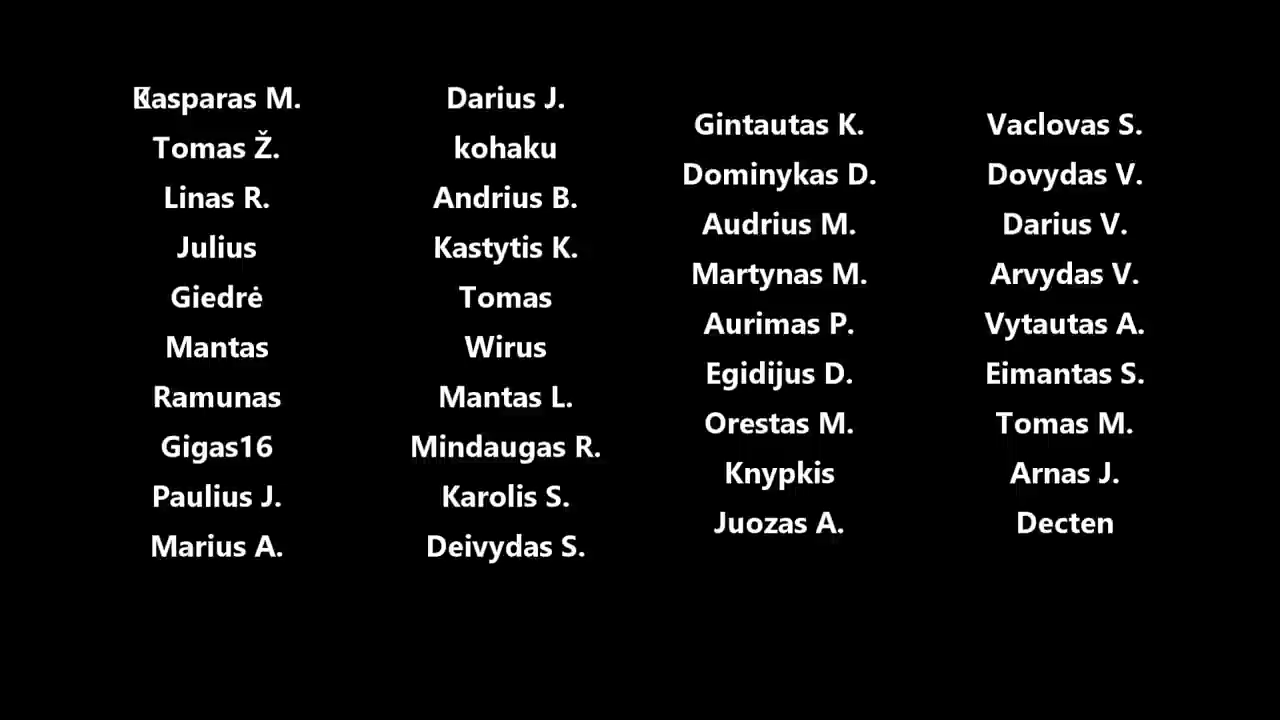 Kasparas M.
Tomas Ž.
Linas R.
Julius
Giedrė
Mantas
Ramunas
Gigas16
Paulius J.
Marius A.
Darius J.
kohaku
Andrius B.
Kastytis K.
Tomas
Wirus
Mantas L.
Mindaugas R.
Karolis S.
Deivydas S.
Gintautas K.
Dominykas D.
Audrius M.
Martynas M.
Aurimas P.
Egidijus D.
Orestas M.
Knypkis
Juozas A.
Vaclovas S.
Dovydas V.
Darius V.
Arvydas V.
Vytautas A.
Eimantas S.
Tomas M.
Arnas J.
Decten